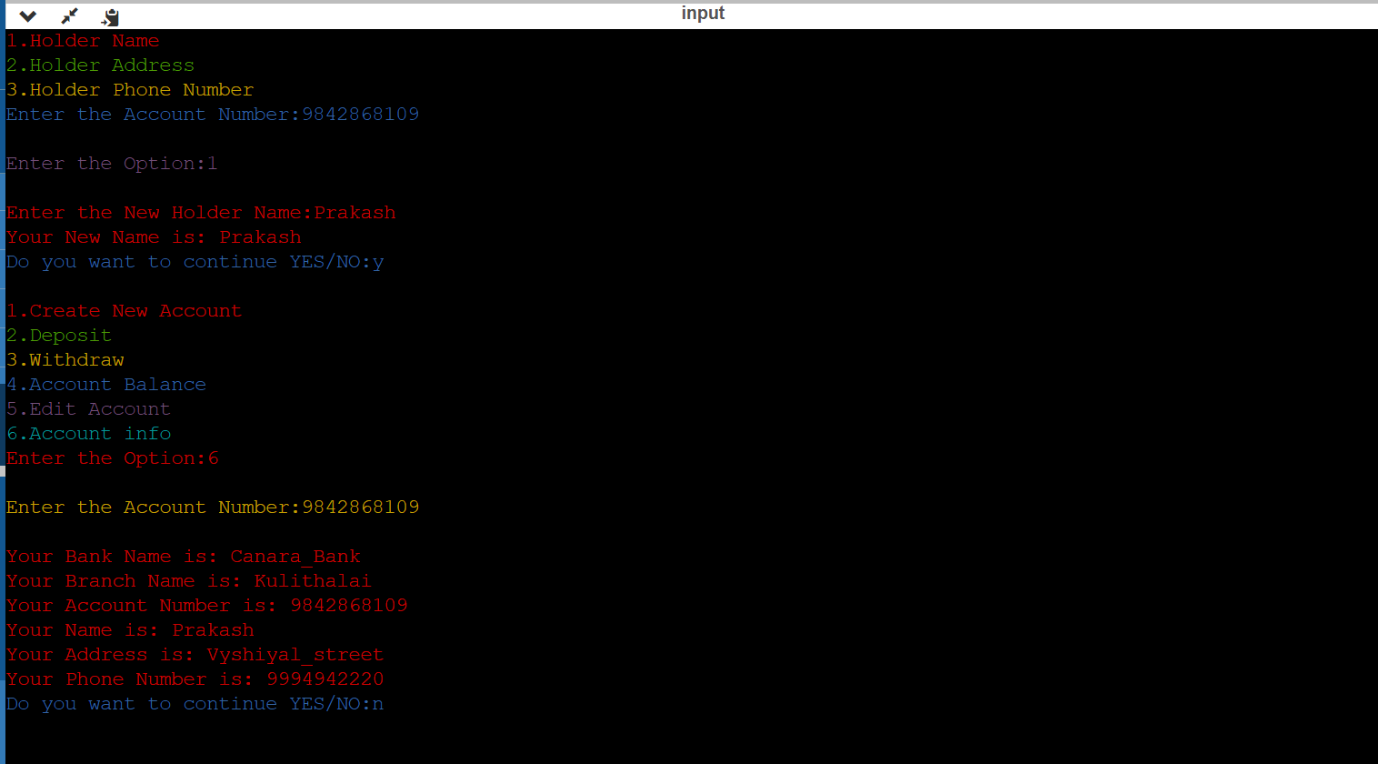 input
1.Holder Name
2.Holder Address
3.Holder Phone Number
Enter the Account Number:9842868109
Enter the Option:1
Enter the New Holder Name:Prakash
Your New Name is: Prakash
Do you want to continue YES/NO:y
1.Create New Account
2.Deposit
3.Withdraw
4.Account Balance
5.Edit Account
6.Account info
Enter the Option:6
Enter the Account Number:9842868109
Your Bank Name is: Canara_Bank
Your Branch Name is: Kulithalai
Your Account Number is: 9842868109
Your Name is: Prakash
Your Address is: Vyshiyal_street
Your Phone Number is: 9994942220
Do you want to continue YES/NO:n